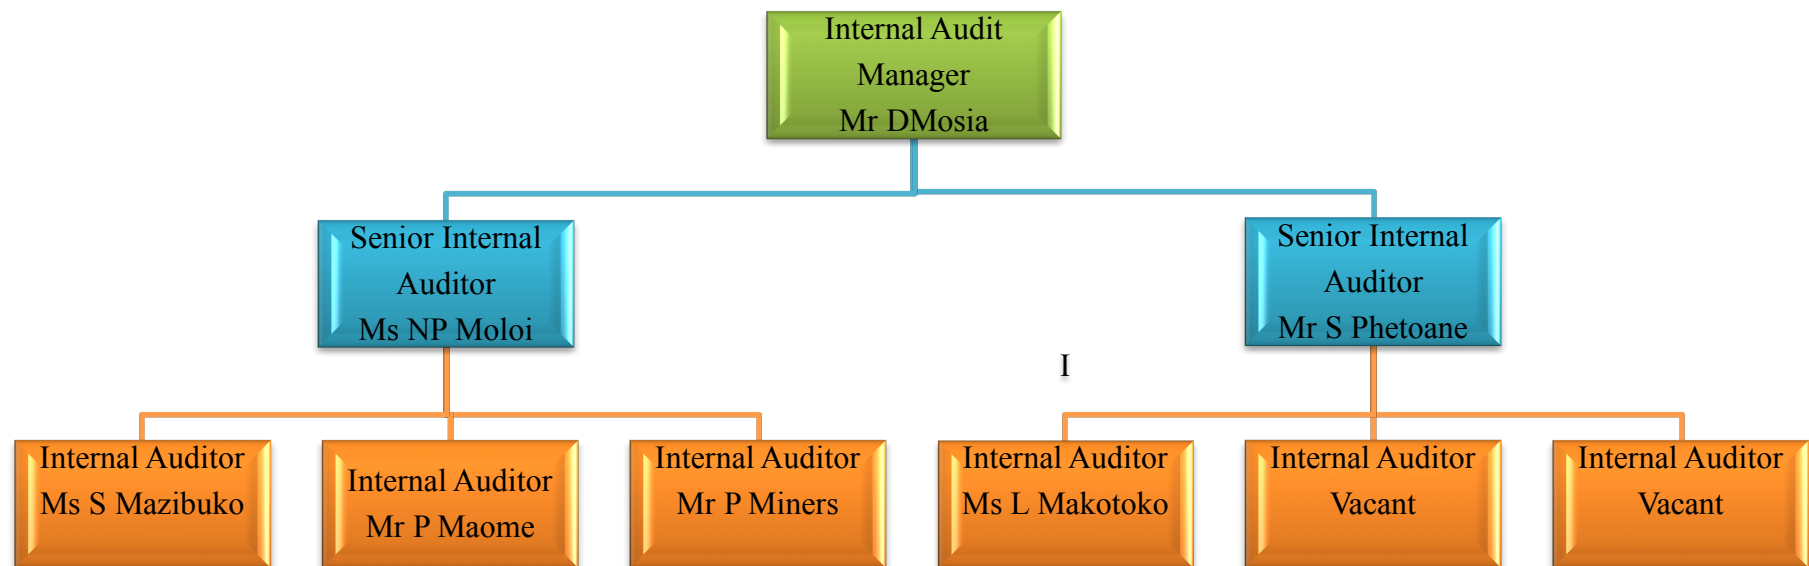 Internal Audit
Manager
Mr DMosia
Senior Internal
Auditor
Ms NP Moloi
Senior Internal
Auditor
Mr S Phetoane
I
Internal Auditor
Ms S Mazibuko
Internal Auditor
Mr P Maome
Internal Auditor
Mr P Miners
Internal Auditor
Ms L Makotoko
Internal Auditor
Vacant
Internal Auditor
Vacant